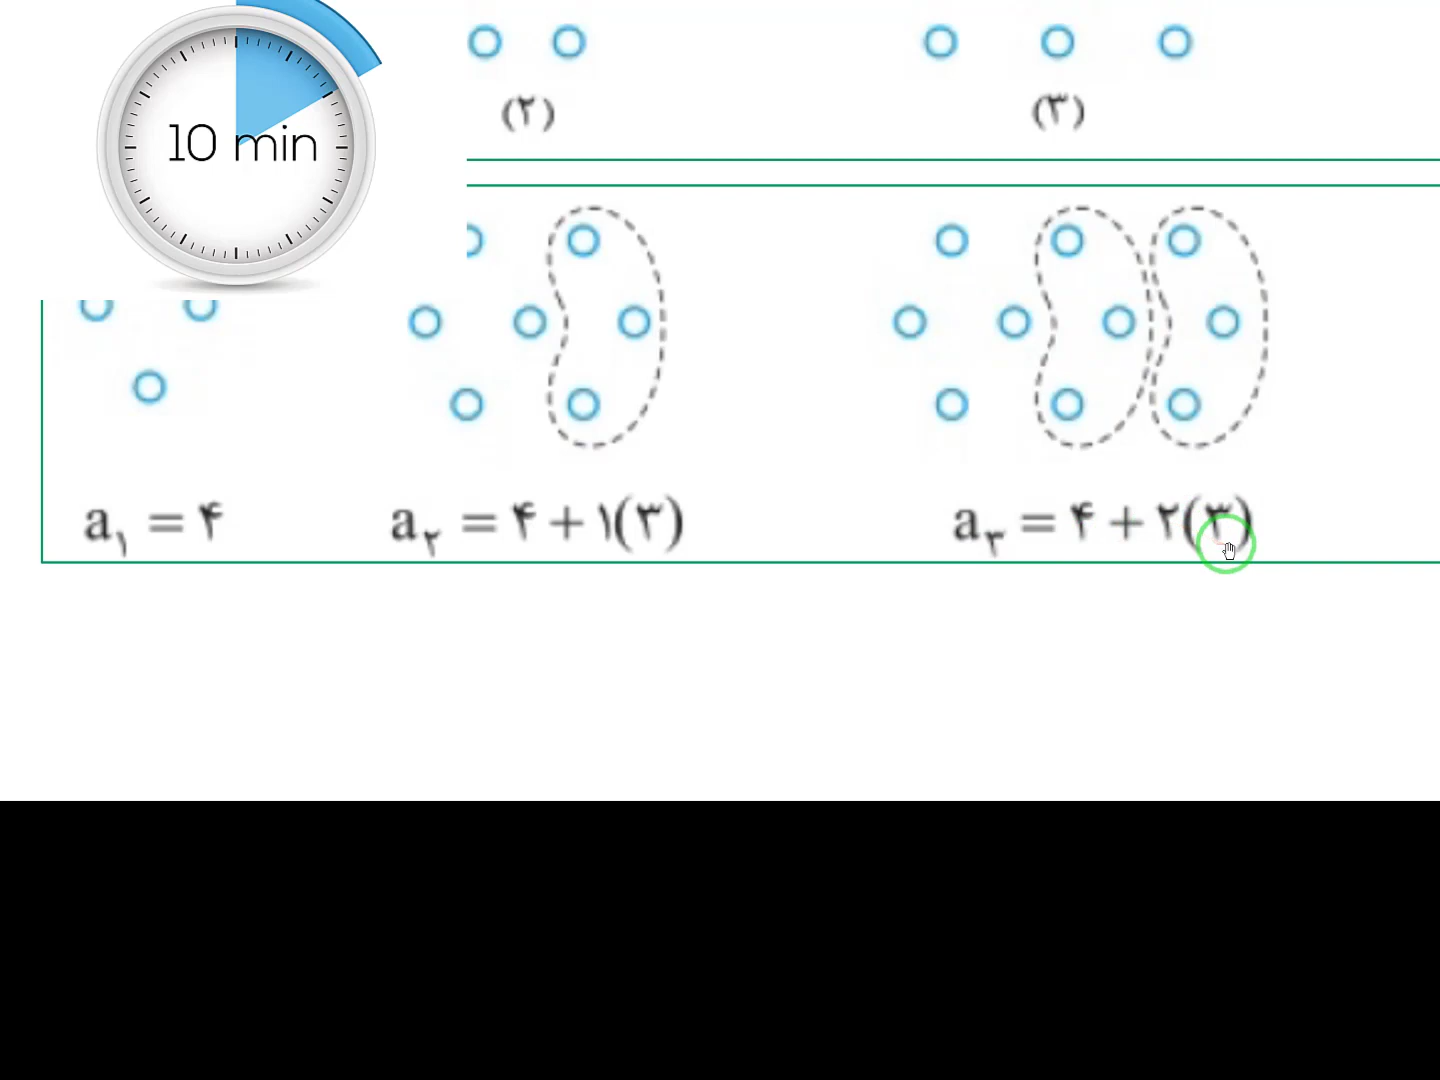 10 min
(۲) (۳)
a۱ = ۴ a۲ = ۴ + ۱(۳) a۳ = ۴ + ۲(۳)